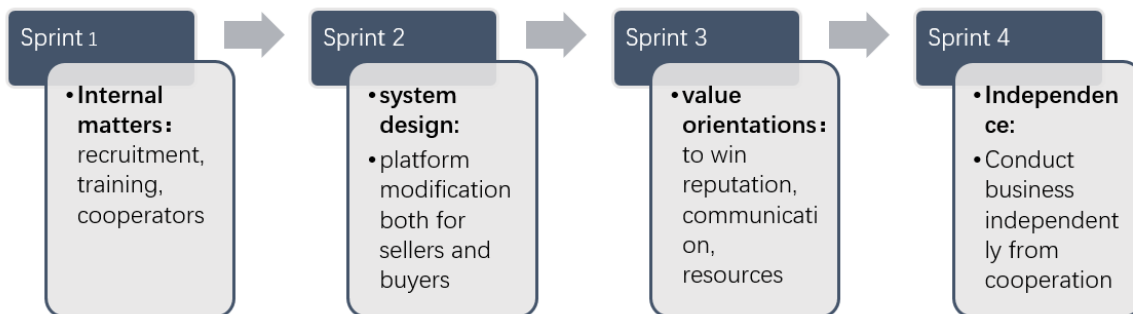 Sprint 1
• Internal
matters：
recruitment,
training,
cooperators
Sprint 2
• system
design:
• platform
modification
both for
sellers and
buyers
Sprint 3
• value
orientations：
to win
reputation,
communicati
on,
resources
Sprint 4
• Independen
ce:
• Conduct
business
independent
ly from
cooperation